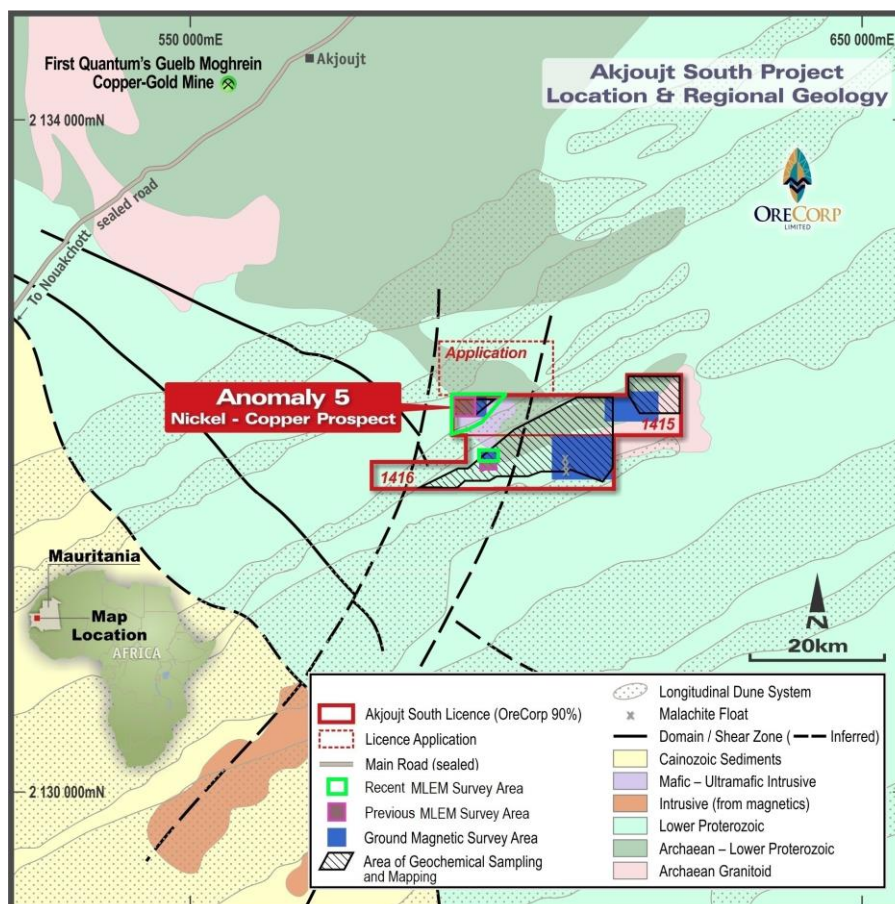 550 000mE
650 000mE
First Quantum's Guelb Moghrein
Copper-Gold Mine
Akjoujt
Akjoujt South Project
Location & Regional Geology
2 134 000mN
ORECORP
LIMITED
To Nouakchott sealed road
Application
Anomaly 5
Nickel - Copper Prospect
1415
1416
Mauritania
Map
Location
AFRICA
N
20km
2 130 000mN
Akjoujt South Licence (OreCorp 90%)
Licence Application
Main Road (sealed)
Recent MLEM Survey Area
Previous MLEM Survey Area
Ground Magnetic Survey Area
Area of Geochemical Sampling
and Mapping
Longitudinal Dune System
Malachite Float
Domain / Shear Zone ( Inferred)
Cainozoic Sediments
Mafic – Ultramafic Intrusive
Intrusive (from magnetics)
Lower Proterozoic
Archaean – Lower Proterozoic
Archaean Granitoid